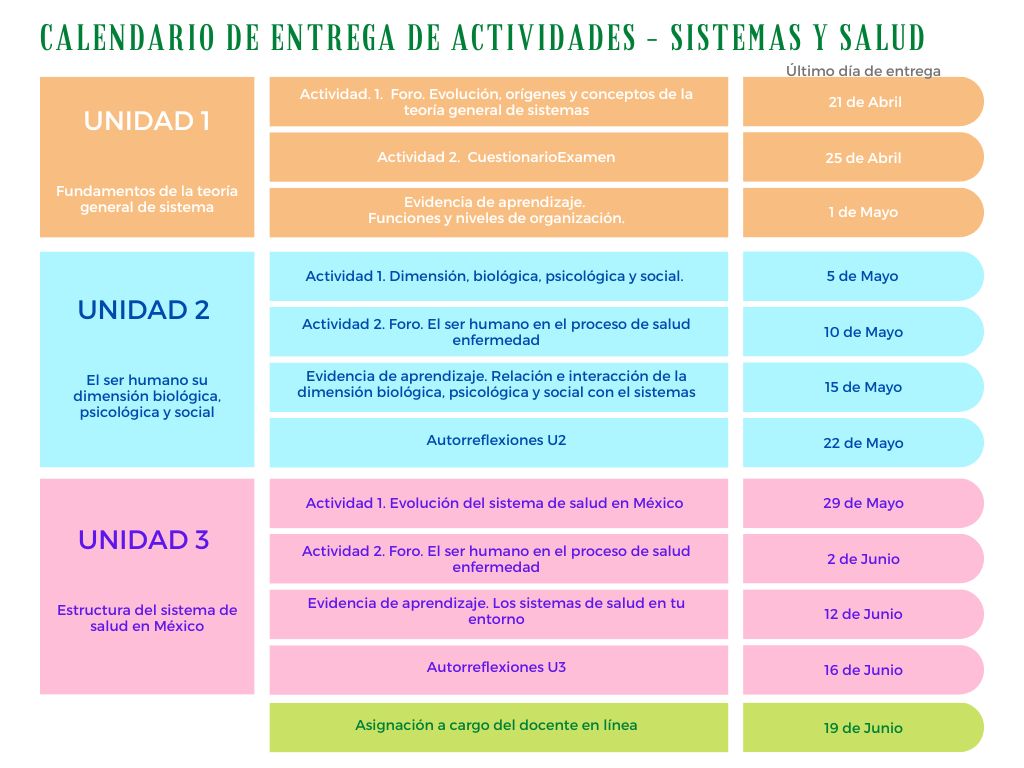 CALENDARIO DE ENTREGA DE ACTIVIDADES - SISTEMAS Y SALUD
Último día de entrega
UNIDAD 1
Fundamentos de la teoría
general de sistema
Actividad. 1. Foro. Evolución, orígenes y conceptos de la
teoría general de sistemas
21 de Abril
Actividad 2. CuestionarioExamen
25 de Abril
Evidencia de aprendizaje.
Funciones y niveles de organización.
1 de Mayo
UNIDAD 2
El ser humano su
dimensión biológica,
psicológica y social
Actividad 1. Dimensión, biológica, psicológica y social.
5 de Mayo
Actividad 2. Foro. El ser humano en el proceso de salud
enfermedad
10 de Mayo
Evidencia de aprendizaje. Relación e interacción de la
dimensión biológica, psicológica y social con el sistemas
15 de Mayo
Autorreflexiones U2
22 de Mayo
UNIDAD 3
Estructura del sistema de
salud en México
Actividad 1. Evolución del sistema de salud en México
29 de Mayo
Actividad 2. Foro. El ser humano en el proceso de salud
enfermedad
2 de Junio
Evidencia de aprendizaje. Los sistemas de salud en tu
entorno
12 de Junio
Autorreflexiones U3
16 de Junio
Asignación a cargo del docente en línea
19 de Junio